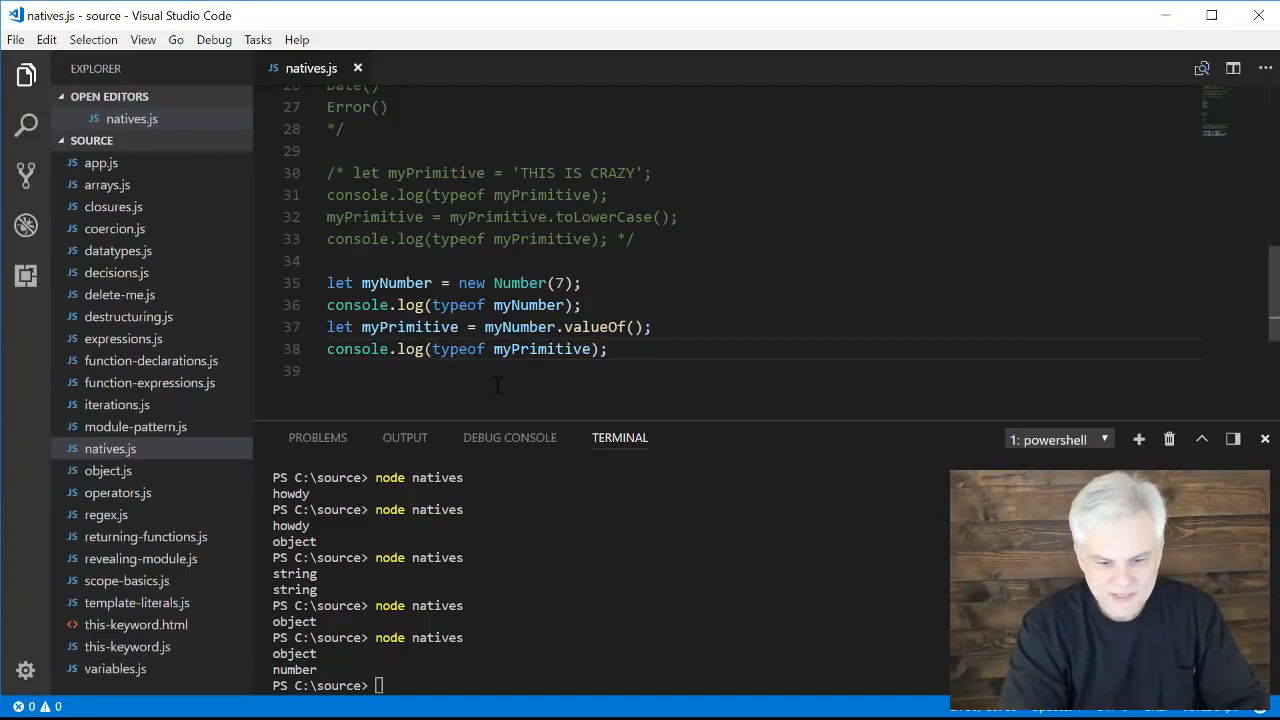 natives.js - source - Visual Studio Code
File Edit Selection View Go Debug Tasks Help
EXPLORER
natives.js
OPEN EDITORS
natives.js
SOURCE
app.js
arrays.js
closures.js
coercion.js
datatypes.js
decisions.js
delete-me.js
destructuring.js
expressions.js
function-declarations.js
function-expressions.js
iterations.js
module-pattern.js
natives.js
object.js
operators.js
regex.js
returning-functions.js
revealing-module.js
scope-basics.js
template-literals.js
this-keyword.html
this-keyword.js
variables.js
26 Date()
27 Error()
28 */
29
30 /* let myPrimitive = 'THIS IS CRAZY';
31 console.log(typeof myPrimitive);
32 myPrimitive = myPrimitive.toLowerCase();
33 console.log(typeof myPrimitive); */
34
35 let myNumber = new Number(7);
36 console.log(typeof myNumber);
37 let myPrimitive = myNumber.valueOf();
38 console.log(typeof myPrimitive);
39
PROBLEMS OUTPUT DEBUG CONSOLE TERMINAL
1: powershell
PS C:\source> node natives
howdy
PS C:\source> node natives
howdy
object
PS C:\source> node natives
string
string
PS C:\source> node natives
object
PS C:\source> node natives
object
number
PS C:\source>
0 0